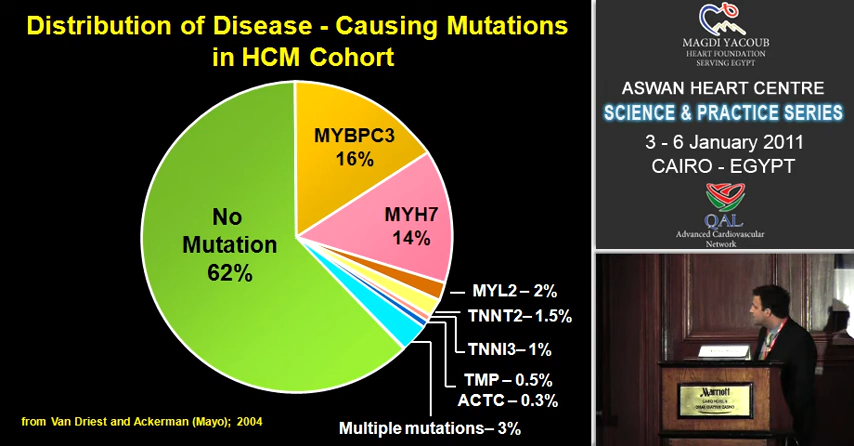 Distribution of Disease - Causing Mutations
in HCM Cohort
MYBPC3
16%
MYH7
14%
No
Mutation
62%
MYL2 – 2%
TNNT2– 1.5%
TNNI3– 1%
TMP – 0.5%
ACTC – 0.3%
Multiple mutations– 3%
from Van Driest and Ackerman (Mayo); 2004
MAGDI YACOUB
HEART FOUNDATION
SERVING EGYPT
ASWAN HEART CENTRE
SCIENCE & PRACTICE SERIES
3 - 6 January 2011
CAIRO - EGYPT
QAL
Advanced Cardiovascular
Network
Marriott